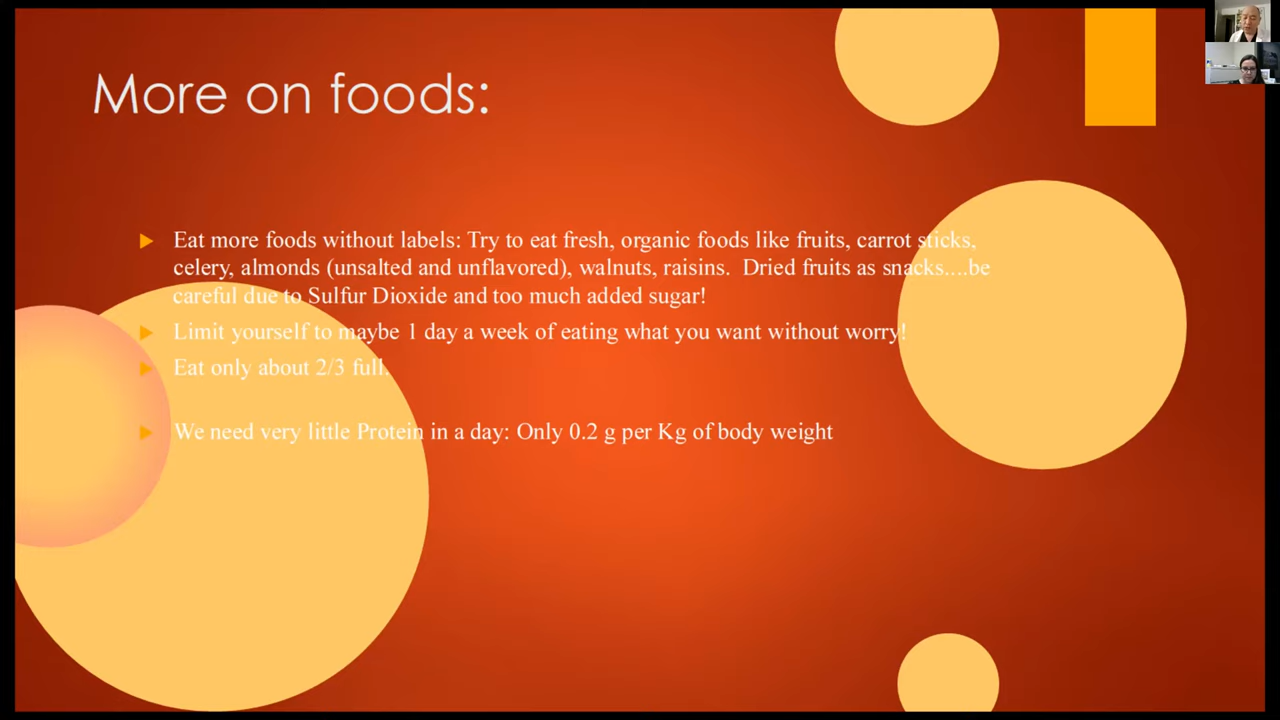 More on foods:
Eat more foods without labels: Try to eat fresh, organic foods like fruits, carrot sticks,
celery, almonds (unsalted and unflavored), walnuts, raisins.  Dried fruits as snacks....be
careful due to Sulfur Dioxide and too much added sugar!
Limit yourself to maybe 1 day a week of eating what you want without worry!
Eat only about 2/3 full.
We need very little Protein in a day: Only 0.2 g per Kg of body weight